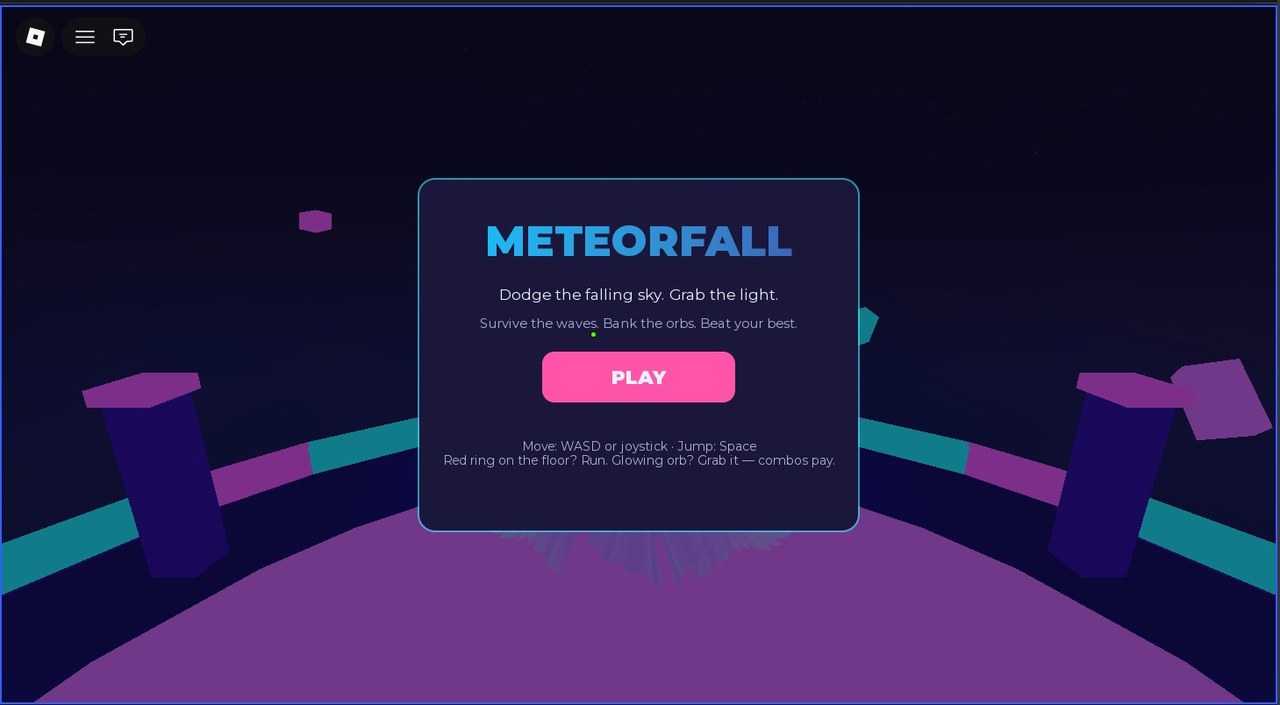 METEORFALL
Dodge the falling sky. Grab the light.
Survive the waves. Bank the orbs. Beat your best.
PLAY
Move: WASD or joystick · Jump: Space
Red ring on the floor? Run. Glowing orb? Grab it — combos pay.